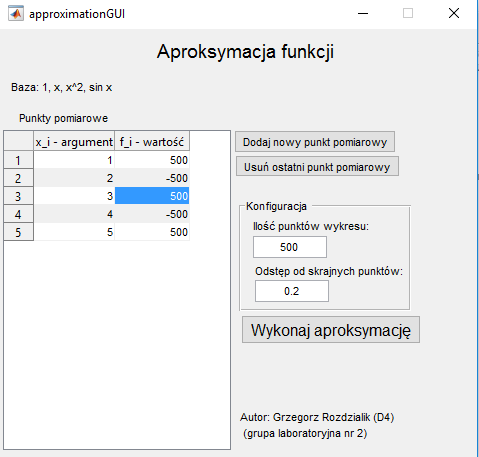 approximationGUI
Aproksymacja funkcji
Baza: 1, x, x^2, sin x
Punkty pomiarowe
x_i - argument f_i - wartość
1 1 500
2 2 -500
3 3 500
4 4 -500
5 5 500
Dodaj nowy punkt pomiarowy
Usuń ostatni punkt pomiarowy
Konfiguracja
Ilość punktów wykresu:
500
Odstęp od skrajnych punktów:
0.2
Wykonaj aproksymację
Autor: Grzegorz Rozdzialik (D4)
(grupa laboratoryjna nr 2)